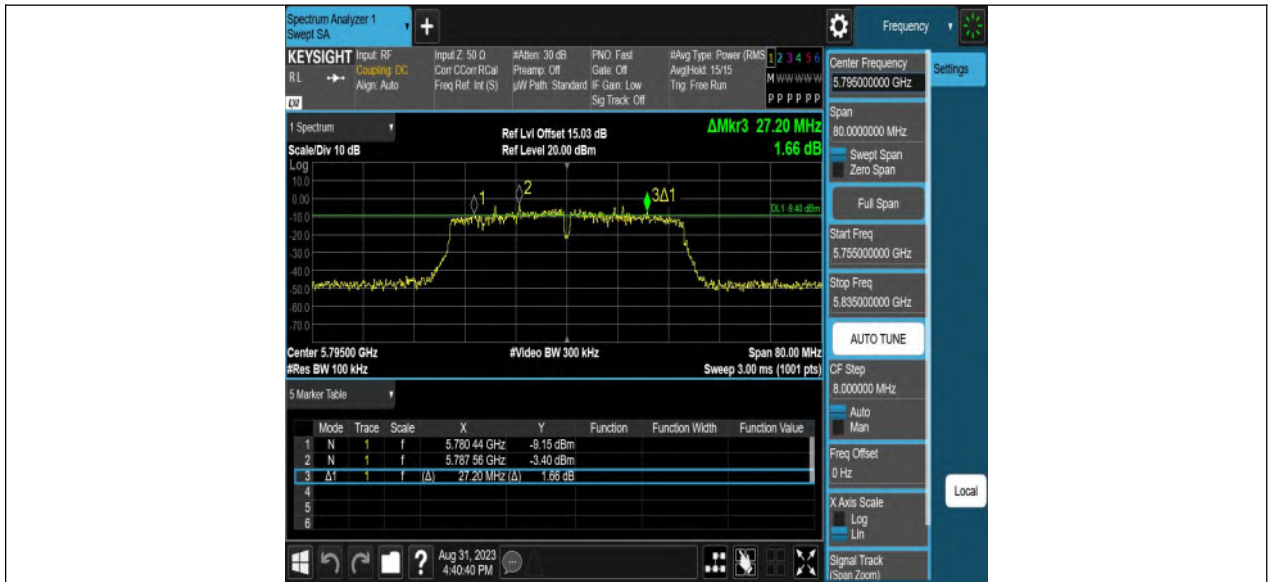 Spectrum Analyzer 1
Swept SA
+
Frequency
KEYSIGHT
RL
LXI
Input: RF
Coupling: DC
Align: Auto
Input Z: 50 Ω
Corr CCorr RCal
Freq Ref: Int (S)
#Atten: 30 dB
Preamp: Off
µW Path: Standard
PNO: Fast
Gate: Off
IF Gain: Low
Sig Track: Off
#Avg Type: Power (RMS
Avg|Hold: 15/15
Trig: Free Run
1 2 3 4 5 6
M W W W W W
P P P P P P
1 Spectrum
Scale/Div 10 dB
Ref Lvl Offset 15.03 dB
Ref Level 20.00 dBm
ΔMkr3 27.20 MHz
1.66 dB
Log
10.0
0.00
-10.0
-20.0
-30.0
-40.0
-50.0
-60.0
-70.0
1
2
3Δ1
DL1 -9.40 dBm
Center 5.79500 GHz
#Res BW 100 kHz
#Video BW 300 kHz
Span 80.00 MHz
Sweep 3.00 ms (1001 pts)
5 Marker Table
Mode Trace Scale X Y Function Function Width Function Value
1 N 1 f 5.780 44 GHz -9.15 dBm
2 N 1 f 5.787 56 GHz -3.40 dBm
3 Δ1 1 f (Δ) 27.20 MHz (Δ) 1.66 dB
4
5
6
?
Aug 31, 2023
4:40:40 PM
Center Frequency
5.795000000 GHz
Span
80.0000000 MHz
Swept Span
Zero Span
Full Span
Start Freq
5.755000000 GHz
Stop Freq
5.835000000 GHz
AUTO TUNE
CF Step
8.000000 MHz
Auto
Man
Freq Offset
0 Hz
X Axis Scale
Log
Lin
Signal Track
(Span Zoom)
Settings
Local